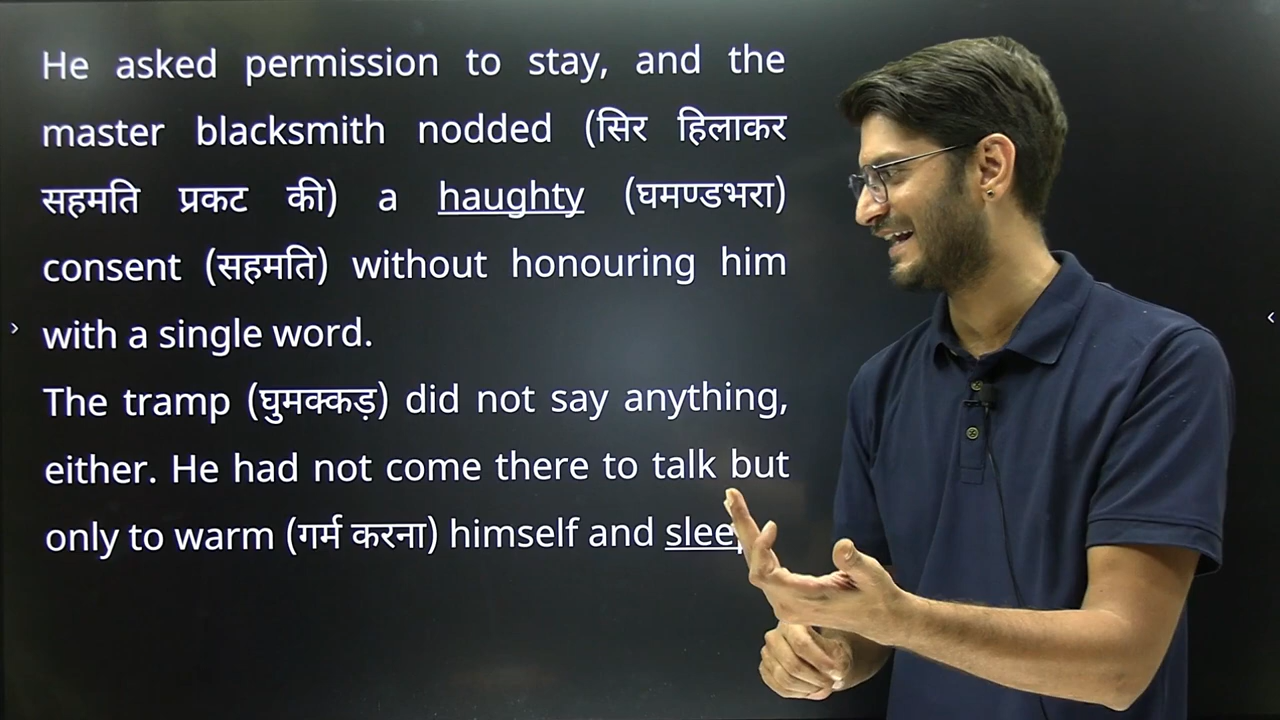 He asked permission to stay, and the
master blacksmith nodded (सिर हिलाकर
सहमति प्रकट की) a haughty (घमण्डभरा)
consent (सहमति) without honouring him
with a single word.
The tramp (घुमक्कड़) did not say anything,
either. He had not come there to talk but
only to warm (गर्म करना) himself and